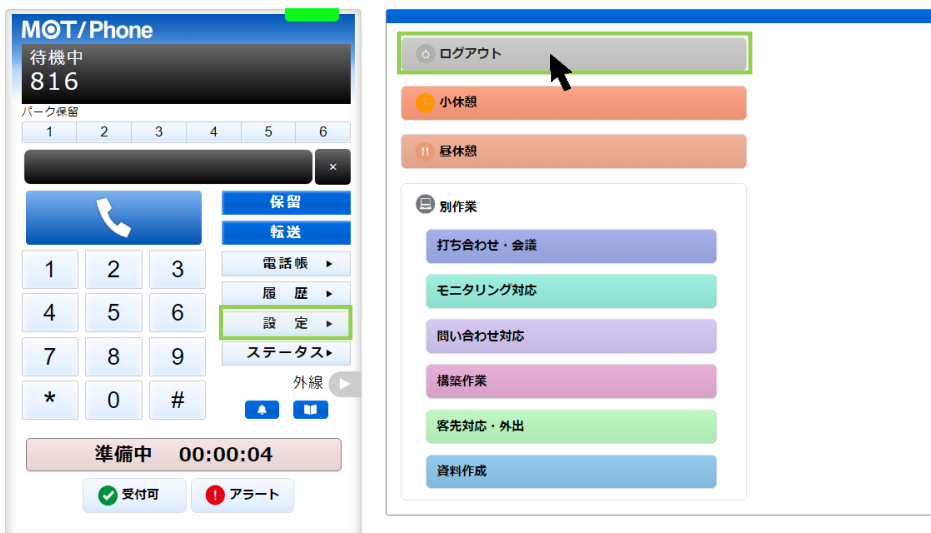 MOT/Phone
待機中
816
パーク保留
1 2 3 4 5 6
×
保留
転送
1 2 3
電話帳 ▸
履 歴 ▸
4 5 6
設 定 ▸
7 8 9
ステータス▸
外線
* 0 #
準備中 00:00:04
受付可
アラート
ログアウト
小休憩
昼休憩
別作業
打ち合わせ・会議
モニタリング対応
問い合わせ対応
構築作業
客先対応・外出
資料作成